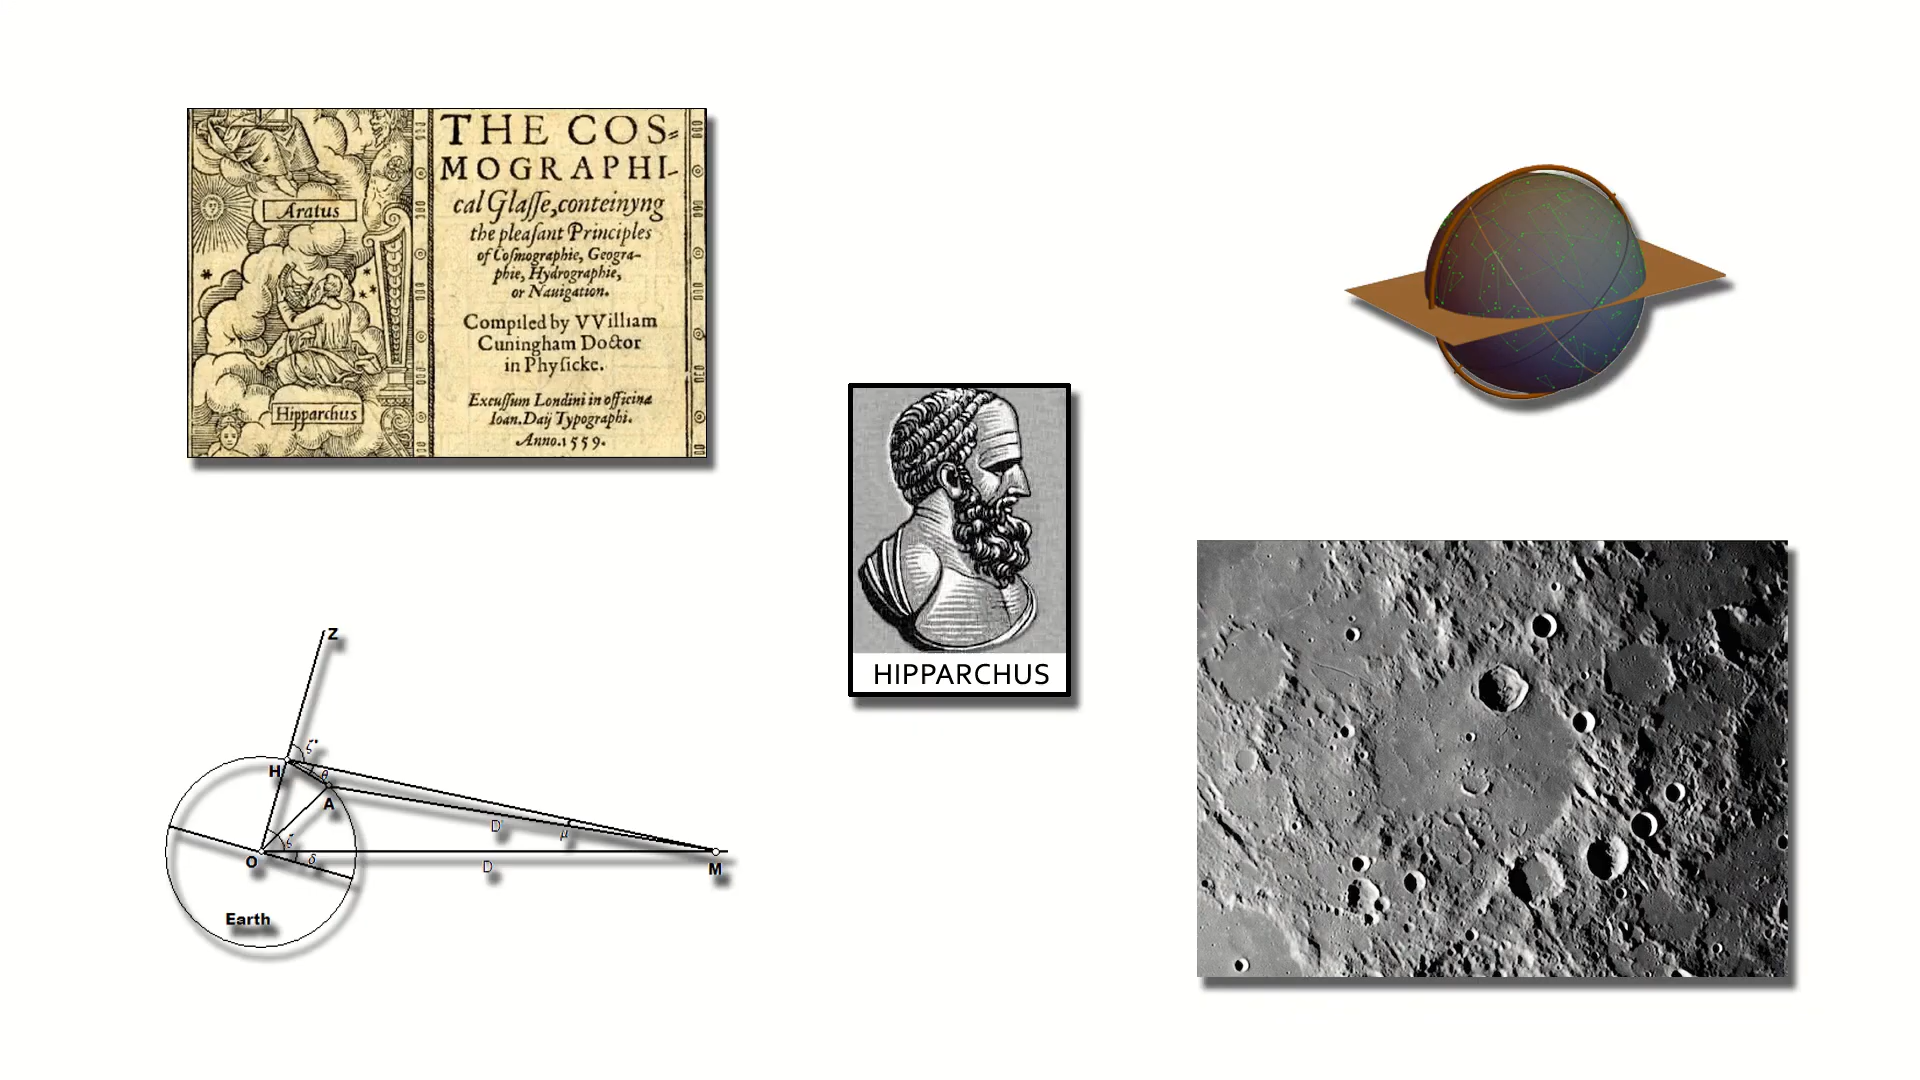 Aratus
Hipparchus
THE COS=
MOGRAPHI-
cal Glaſſe,conteinyng
the pleaſant Principles
of Coſmographie, Geogra-
phie, Hydrographie,
or Nauigation.
Compiled by VVilliam
Cuningham Doctor
in Phyſicke.
Excuſſum Londini in officina
Ioan.Daij Typographi.
Anno.1559.
HIPPARCHUS
Z
ζ'
H
θ
A
D'
μ
ζ
O
δ
D
M
Earth